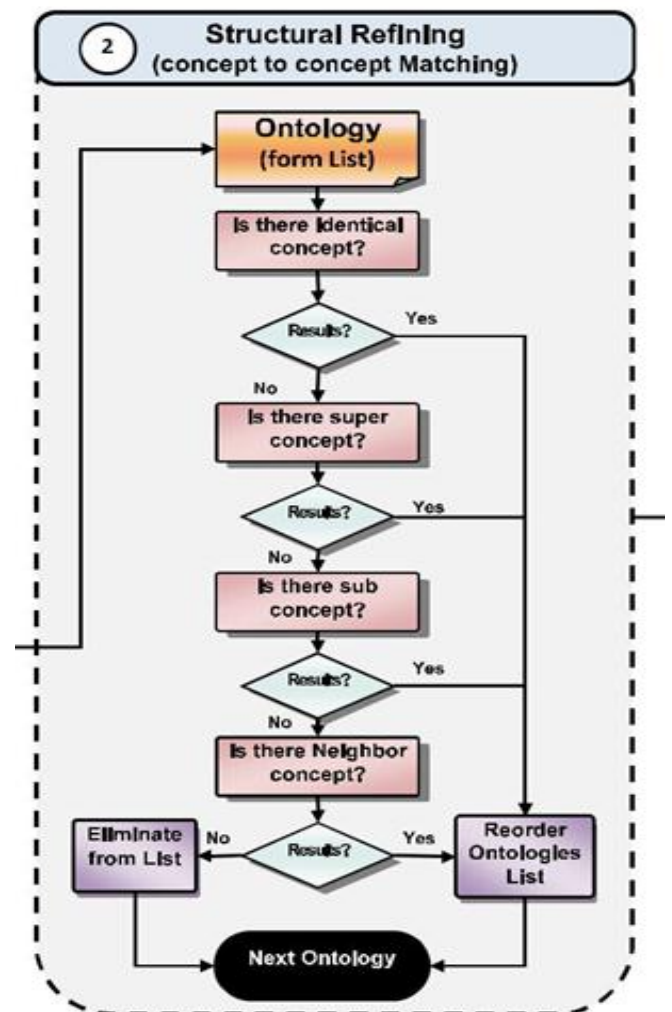 2
Structural Refining
(concept to concept Matching)
Ontology
(form List)
Is there Identical
concept?
Results?
Yes
No
Is there super
concept?
Results?
Yes
No
Is there sub
concept?
Results?
Yes
No
Is there Neighbor
concept?
Results?
No
Yes
Eliminate
from List
Reorder
Ontologies
List
Next Ontology